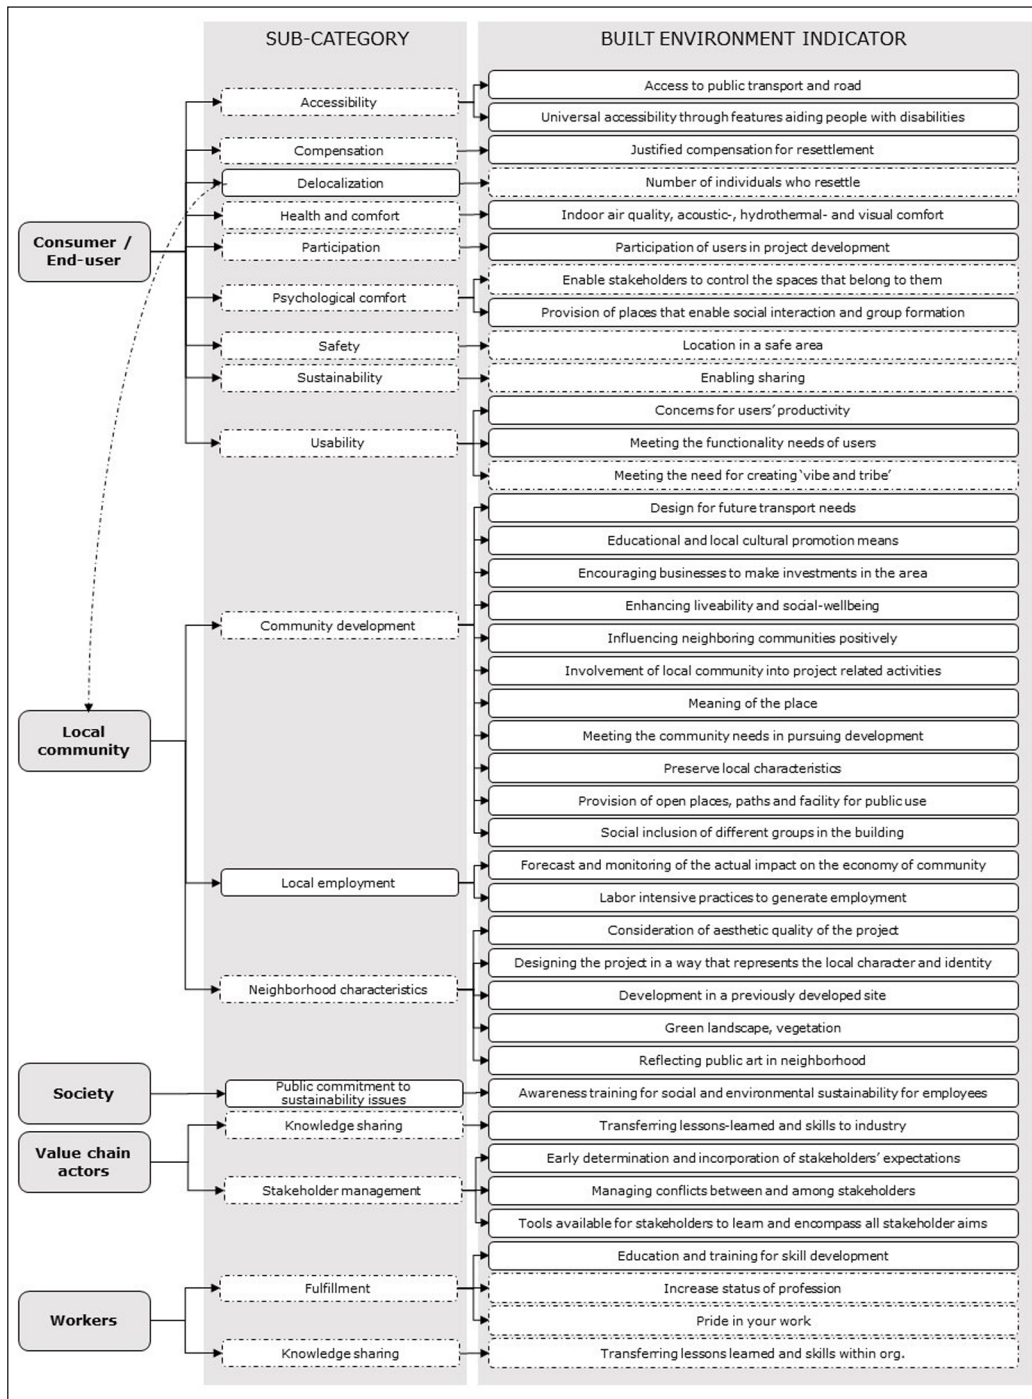 SUB-CATEGORY
BUILT ENVIRONMENT INDICATOR
Consumer /
End-user
Accessibility
Access to public transport and road
Universal accessibility through features aiding people with disabilities
Compensation
Justified compensation for resettlement
Delocalization
Number of individuals who resettle
Health and comfort
Indoor air quality, acoustic-, hydrothermal- and visual comfort
Participation
Participation of users in project development
Psychological comfort
Enable stakeholders to control the spaces that belong to them
Provision of places that enable social interaction and group formation
Safety
Location in a safe area
Sustainability
Enabling sharing
Usability
Concerns for users’ productivity
Meeting the functionality needs of users
Meeting the need for creating ‘vibe and tribe’
Local
community
Community development
Design for future transport needs
Educational and local cultural promotion means
Encouraging businesses to make investments in the area
Enhancing liveability and social-wellbeing
Influencing neighboring communities positively
Involvement of local community into project related activities
Meaning of the place
Meeting the community needs in pursuing development
Preserve local characteristics
Provision of open places, paths and facility for public use
Social inclusion of different groups in the building
Local employment
Forecast and monitoring of the actual impact on the economy of community
Labor intensive practices to generate employment
Neighborhood characteristics
Consideration of aesthetic quality of the project
Designing the project in a way that represents the local character and identity
Development in a previously developed site
Green landscape, vegetation
Reflecting public art in neighborhood
Society
Public commitment to
sustainability issues
Awareness training for social and environmental sustainability for employees
Value chain
actors
Knowledge sharing
Transferring lessons-learned and skills to industry
Stakeholder management
Early determination and incorporation of stakeholders’ expectations
Managing conflicts between and among stakeholders
Tools available for stakeholders to learn and encompass all stakeholder aims
Workers
Fulfillment
Education and training for skill development
Increase status of profession
Pride in your work
Knowledge sharing
Transferring lessons learned and skills within org.